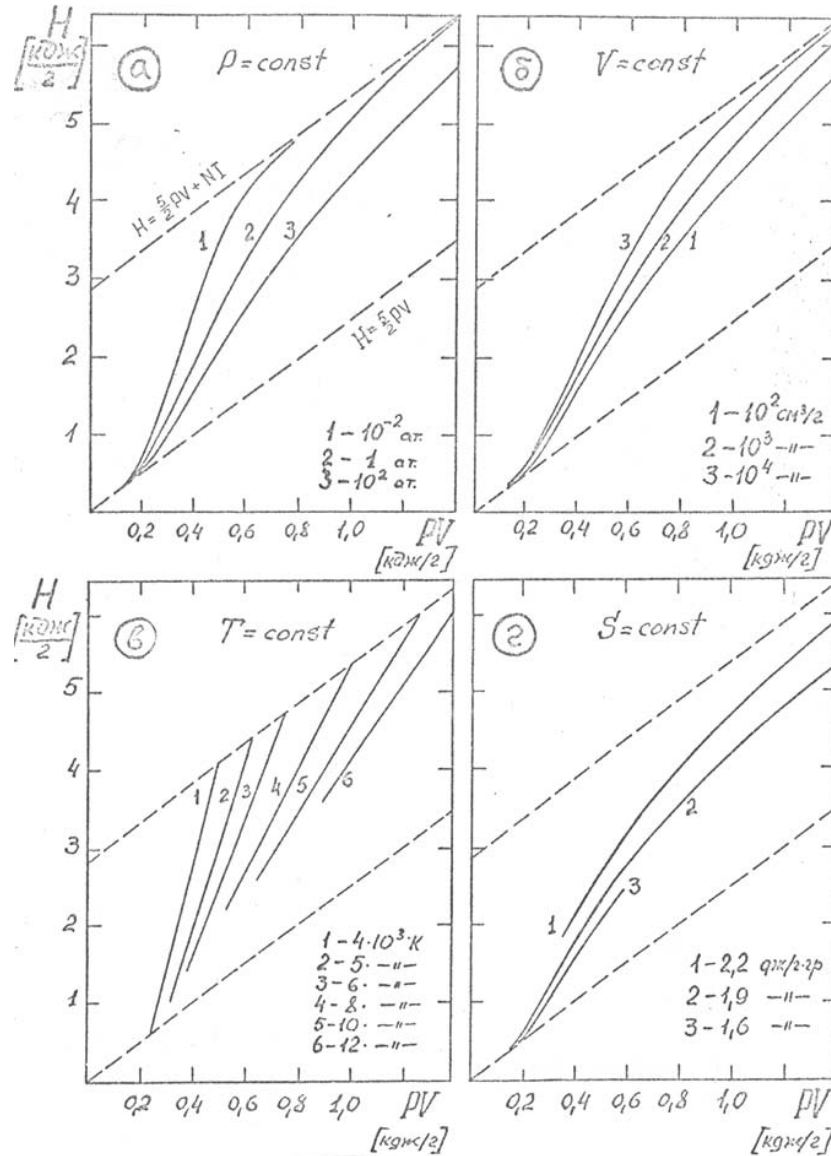 H
[кдж/г]
а
P = const
5
4
3
2
1
0
H = 5/2 pV + NI
H = 5/2 pV
1
2
3
1 – 10⁻² ат.
2 – 1 ат.
3 – 10² ат.
0,2 0,4 0,6 0,8 1,0 PV
[кдж/г]
б
V = const
3
2
1
1 – 10² см³/г
2 – 10³ –"–
3 – 10⁴ –"–
0,2 0,4 0,6 0,8 1,0 PV
[кдж/г]
H
[кдж/г]
в
T = const
5
4
3
2
1
0
1 2 3 4 5 6
1 – 4·10³·К
2 – 5· –"–
3 – 6· –"–
4 – 8· –"–
5 – 10· –"–
6 – 12· –"–
0,2 0,4 0,6 0,8 1,0 PV
[кдж/г]
г
S = const
1
2
3
1 – 2,2 дж/г·гр
2 – 1,9 –"–
3 – 1,6 –"–
0,2 0,4 0,6 0,8 1,0 PV
[кдж/г]